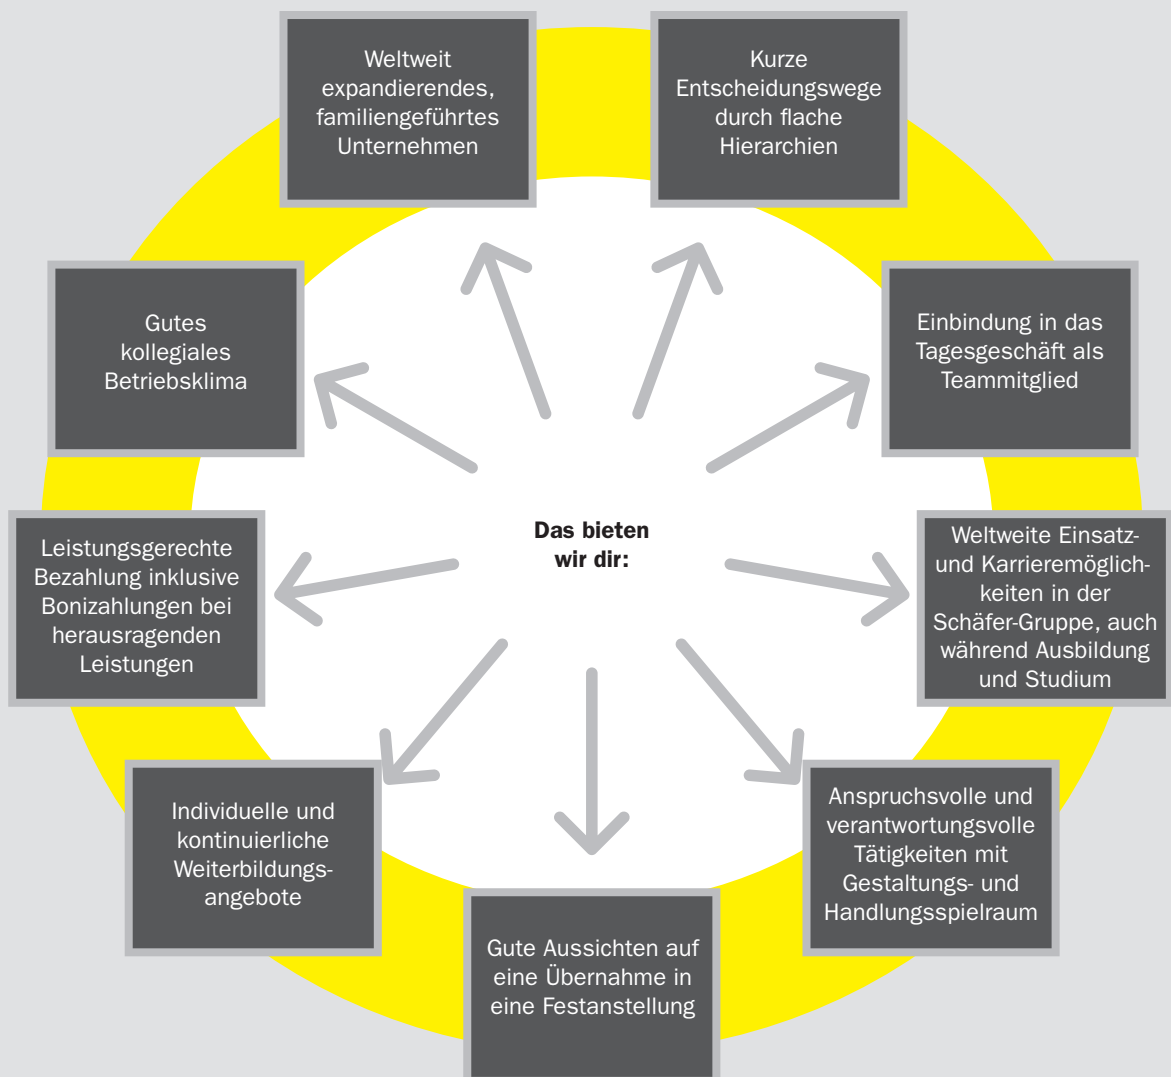 Weltweit
expandierendes,
familiengeführtes
Unternehmen
Kurze
Entscheidungswege
durch flache
Hierarchien
Gutes
kollegiales
Betriebsklima
Einbindung in das
Tagesgeschäft als
Teammitglied
Das bieten
wir dir:
Leistungsgerechte
Bezahlung inklusive
Bonizahlungen bei
herausragenden
Leistungen
Weltweite Einsatz-
und Karrieremöglich-
keiten in der
Schäfer-Gruppe, auch
während Ausbildung
und Studium
Individuelle und
kontinuierliche
Weiterbildungs-
angebote
Anspruchsvolle und
verantwortungsvolle
Tätigkeiten mit
Gestaltungs- und
Handlungsspielraum
Gute Aussichten auf
eine Übernahme in
eine Festanstellung